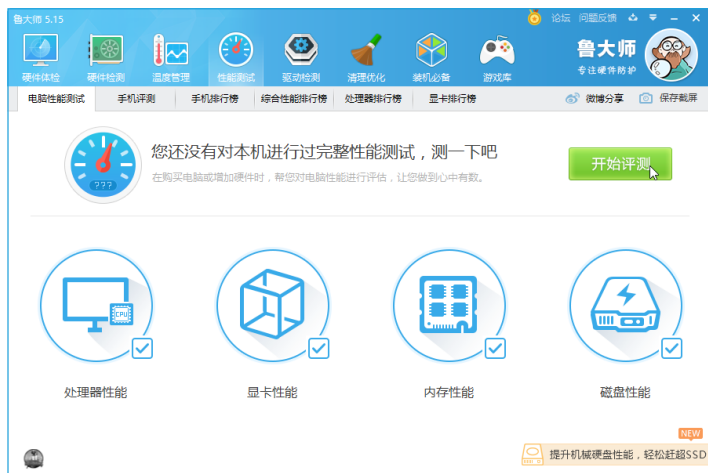 鲁大师 5.15
论坛 问题反馈
硬件体检 硬件检测 温度管理 性能测试 驱动检测 清理优化 装机必备 游戏库
鲁大师
专注硬件防护
电脑性能测试 手机评测 手机排行榜 综合性能排行榜 处理器排行榜 显卡排行榜 微博分享 保存截屏
您还没有对本机进行过完整性能测试，测一下吧
在购买电脑或增加硬件时，帮您对电脑性能进行评估，让您做到心中有数。
???
开始评测
CPU
处理器性能 显卡性能 内存性能 磁盘性能
NEW
提升机械硬盘性能，轻松赶超SSD